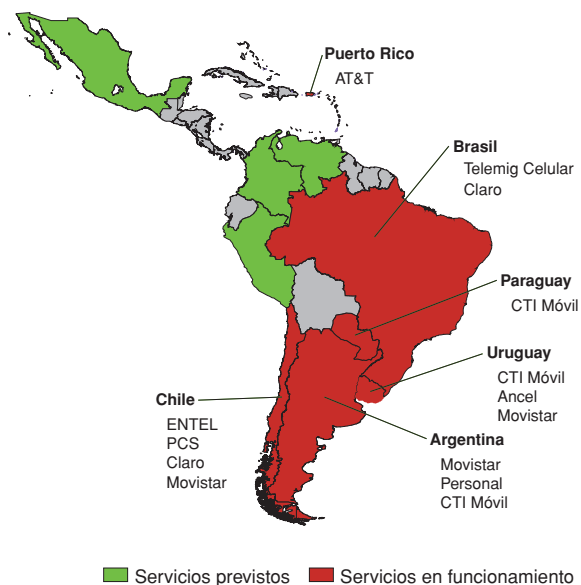 Puerto Rico
AT&T
Brasil
Telemig Celular
Claro
Paraguay
CTI Móvil
Uruguay
CTI Móvil
Ancel
Movistar
Chile
ENTEL
PCS
Claro
Movistar
Argentina
Movistar
Personal
CTI Móvil
Servicios previstos
Servicios en funcionamiento